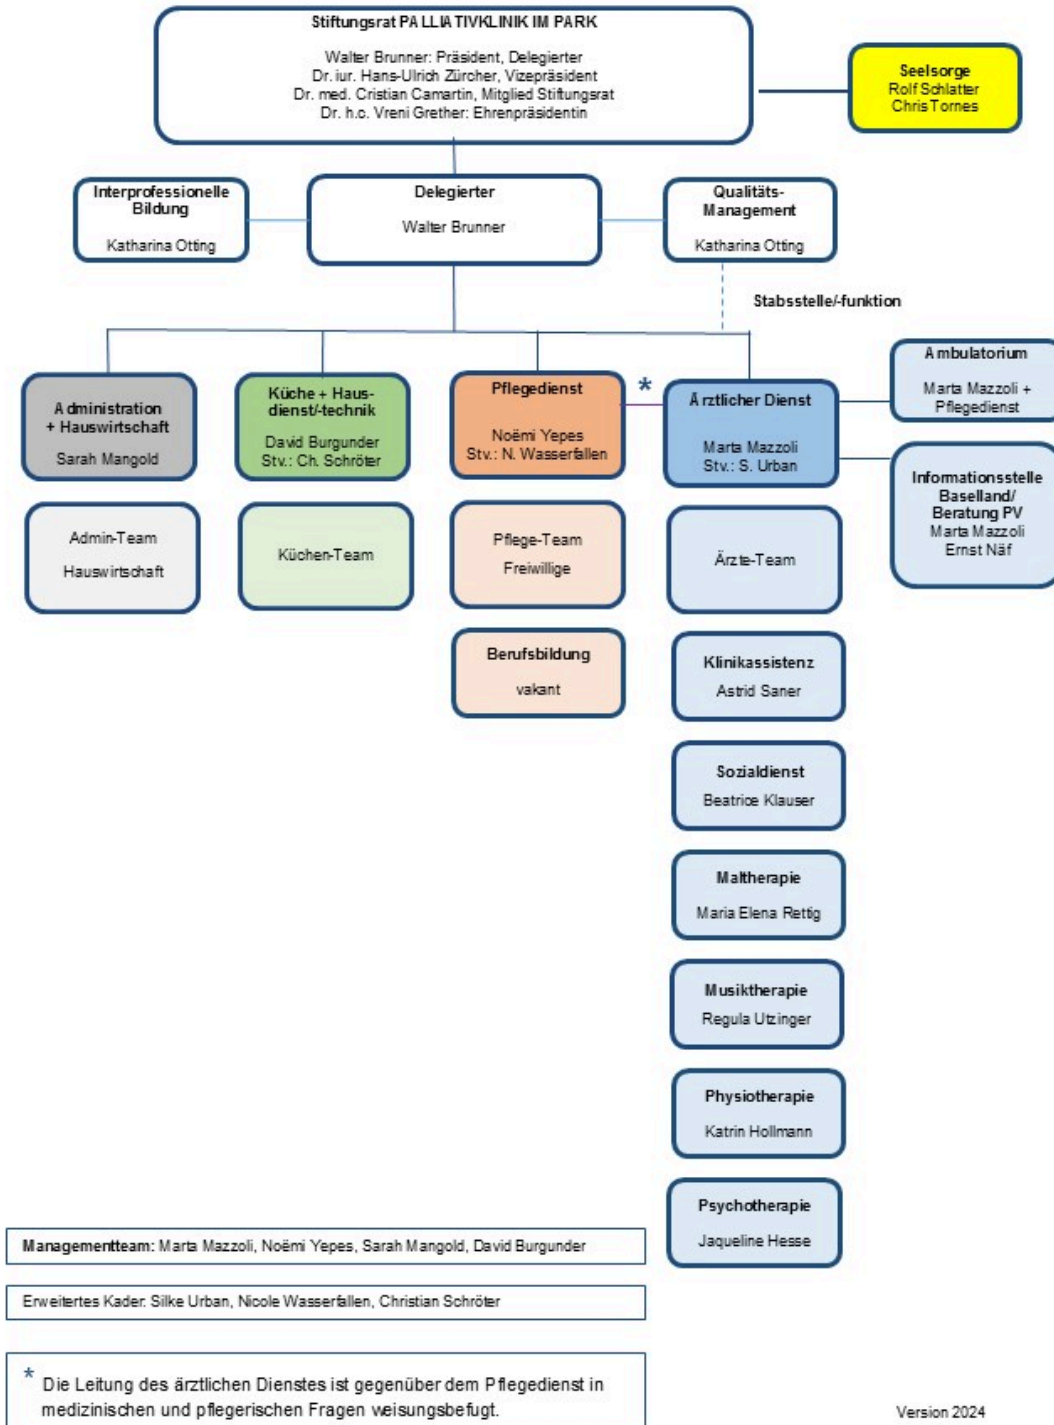 Stiftungsrat PALLIATIVKLINIK IM PARK
Walter Brunner: Präsident, Delegierter
Dr. iur. Hans-Ulrich Zürcher, Vizepräsident
Dr. med. Cristian Camartin, Mitglied Stiftungsrat
Dr. h.c. Vreni Grether: Ehrenpräsidentin
Seelsorge
Rolf Schlatter
Chris Tornes
Interprofessionelle
Bildung
Katharina Otting
Delegierter
Walter Brunner
Qualitäts-
Management
Katharina Otting
Stabsstelle/-funktion
Administration
+ Hauswirtschaft
Sarah Mangold
Küche + Haus-
dienst/-technik
David Burgunder
Stv.: Ch. Schröter
Pflegedienst
Noëmi Yepes
Stv.: N. Wasserfallen
*
Ärztlicher Dienst
Marta Mazzoli
Stv.: S. Urban
Ambulatorium
Marta Mazzoli +
Pflegedienst
Informationsstelle
Baselland/
Beratung PV
Marta Mazzoli
Ernst Näf
Admin-Team
Hauswirtschaft
Küchen-Team
Pflege-Team
Freiwillige
Ärzte-Team
Berufsbildung
vakant
Klinikassistenz
Astrid Saner
Sozialdienst
Beatrice Klauser
Maltherapie
Maria Elena Rettig
Musiktherapie
Regula Utzinger
Physiotherapie
Katrin Hollmann
Psychotherapie
Jaqueline Hesse
Managementteam: Marta Mazzoli, Noëmi Yepes, Sarah Mangold, David Burgunder
Erweitertes Kader: Silke Urban, Nicole Wasserfallen, Christian Schröter
* Die Leitung des ärztlichen Dienstes ist gegenüber dem Pflegedienst in
medizinischen und pflegerischen Fragen weisungsbefugt.
Version 2024